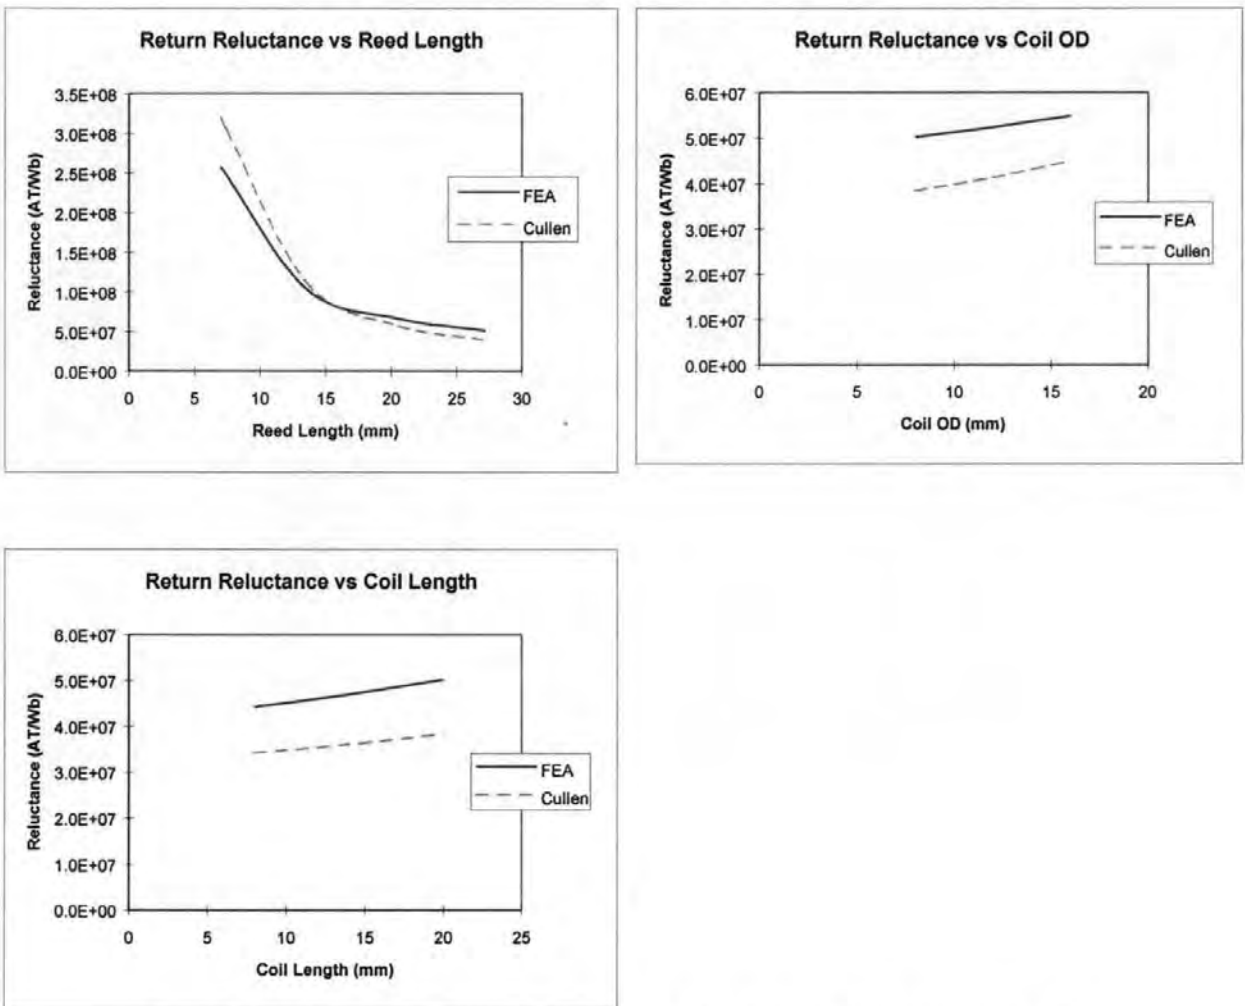 Return Reluctance vs Reed Length
Reluctance (AT/Wb)
3.5E+08
3.0E+08
2.5E+08
2.0E+08
1.5E+08
1.0E+08
5.0E+07
0.0E+00
0 5 10 15 20 25 30
Reed Length (mm)
FEA
Cullen
Return Reluctance vs Coil OD
Reluctance (AT/Wb)
6.0E+07
5.0E+07
4.0E+07
3.0E+07
2.0E+07
1.0E+07
0.0E+00
0 5 10 15 20
Coil OD (mm)
FEA
Cullen
Return Reluctance vs Coil Length
Reluctance (AT/Wb)
6.0E+07
5.0E+07
4.0E+07
3.0E+07
2.0E+07
1.0E+07
0.0E+00
0 5 10 15 20 25
Coil Length (mm)
FEA
Cullen